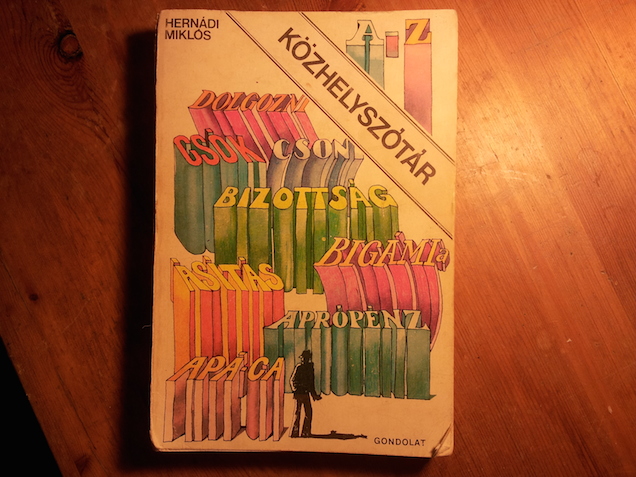 HERNÁDI
MIKLÓS
A-Z
KÖZHELYSZÓTÁR
DOLGOZNI
CSÓK
CSONT
BIZOTTSÁG
BIGÁMIa
ÁSÍTÁS
APRÓPÉNZ
APÁCA
GONDOLAT